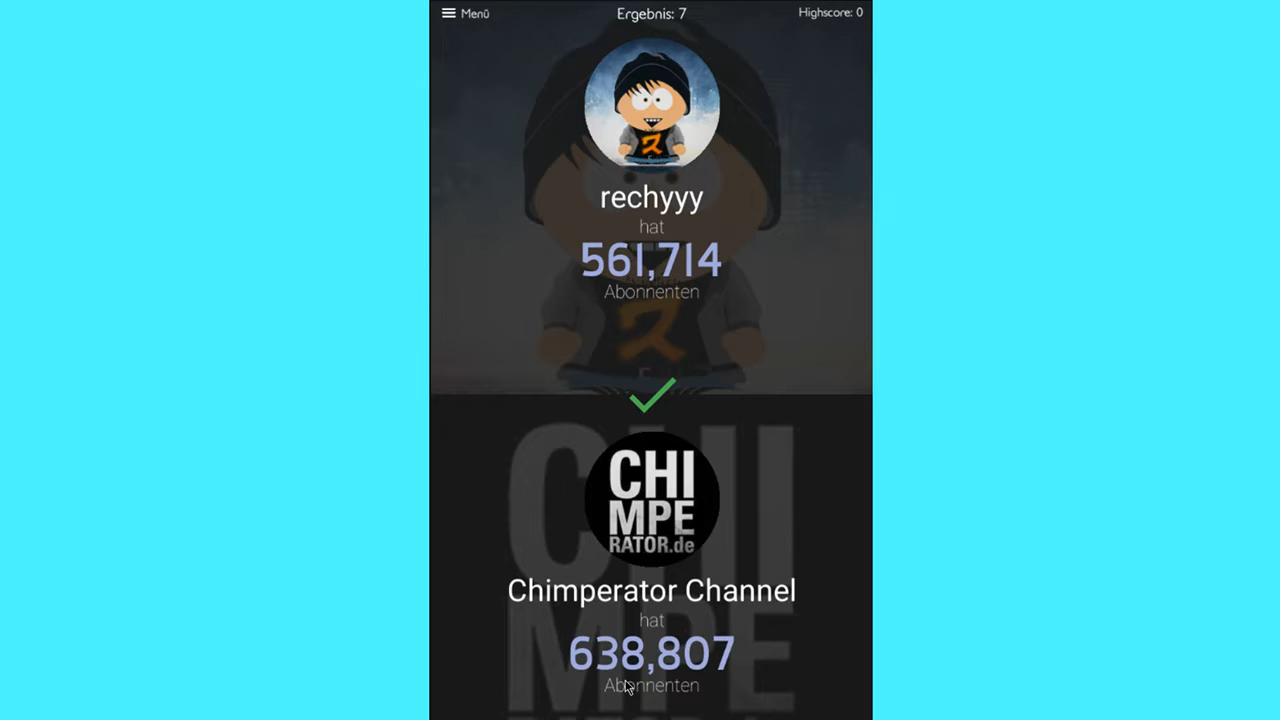 Menü
Ergebnis: 7
Highscore: 0
ス
rechyyy
hat
561,714
Abonnenten
CHI
MPE
RATOR.de
Chimperator Channel
hat
638,807
Abonnenten